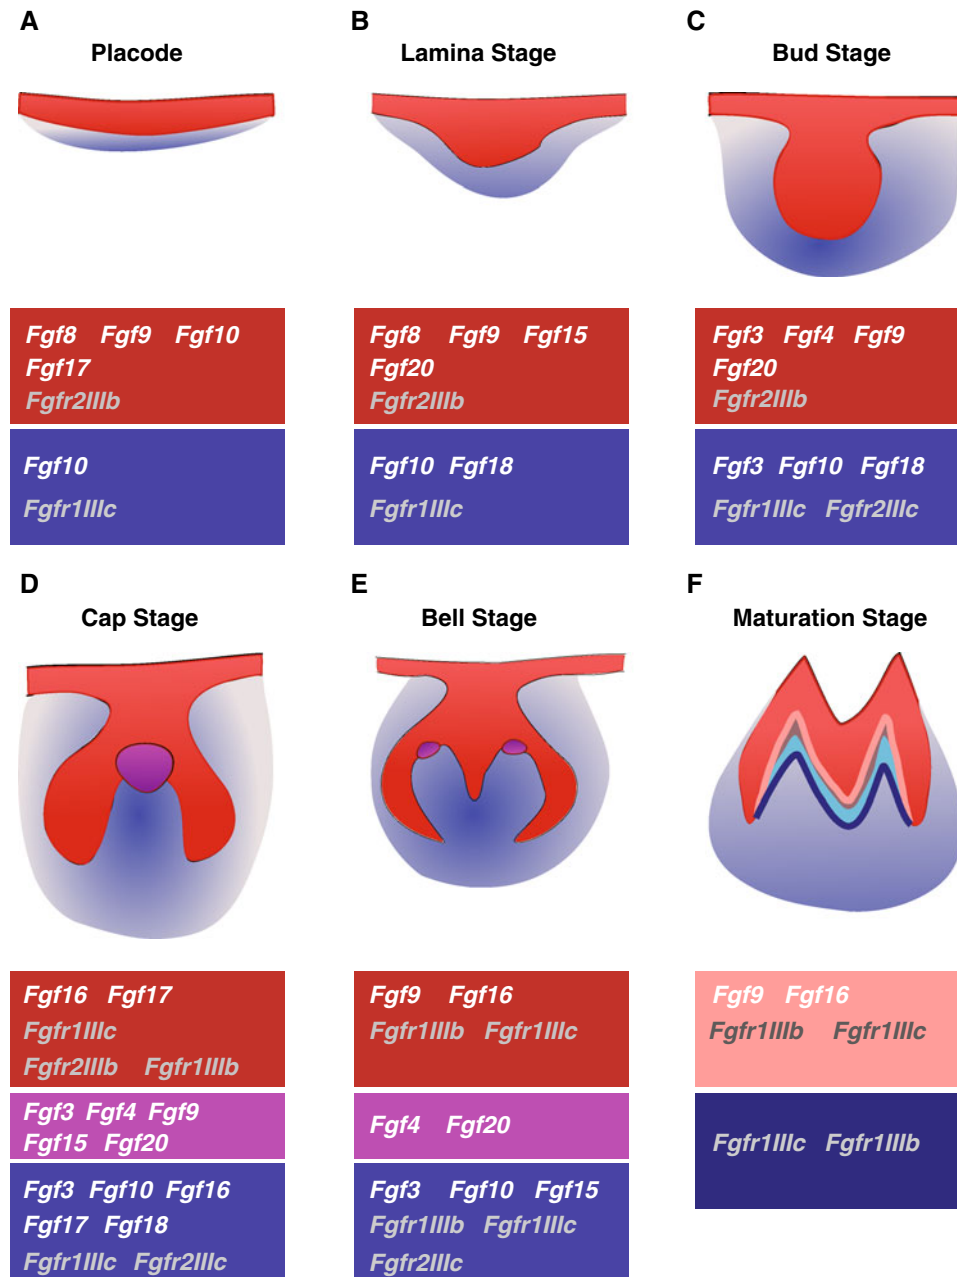 A
Placode
Fgf8 Fgf9 Fgf10
Fgf17
Fgfr2IIIb
Fgf10
Fgfr1IIIc
B
Lamina Stage
Fgf8 Fgf9 Fgf15
Fgf20
Fgfr2IIIb
Fgf10 Fgf18
Fgfr1IIIc
C
Bud Stage
Fgf3 Fgf4 Fgf9
Fgf20
Fgfr2IIIb
Fgf3 Fgf10 Fgf18
Fgfr1IIIc Fgfr2IIIc
D
Cap Stage
Fgf16 Fgf17
Fgfr1IIIc
Fgfr2IIIb Fgfr1IIIb
Fgf3 Fgf4 Fgf9
Fgf15 Fgf20
Fgf3 Fgf10 Fgf16
Fgf17 Fgf18
Fgfr1IIIc Fgfr2IIIc
E
Bell Stage
Fgf9 Fgf16
Fgfr1IIIb Fgfr1IIIc
Fgf4 Fgf20
Fgf3 Fgf10 Fgf15
Fgfr1IIIb Fgfr1IIIc
Fgfr2IIIc
F
Maturation Stage
Fgf9 Fgf16
Fgfr1IIIb Fgfr1IIIc
Fgfr1IIIc Fgfr1IIIb